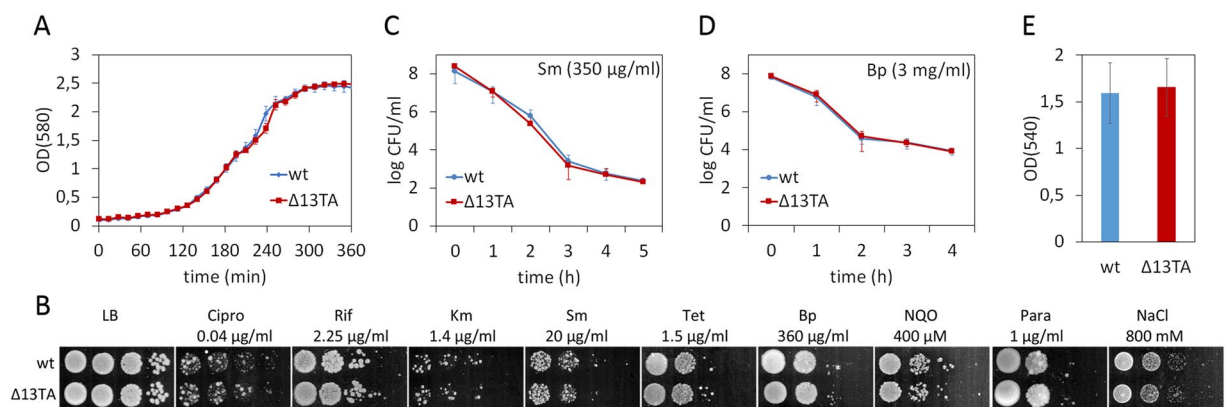 A
3
2,5
2
1,5
1
0,5
0
OD(580)
wt
Δ13TA
0 60 120 180 240 300 360
time (min)
C
8
6
4
2
0
log CFU/ml
Sm (350 µg/ml)
wt
Δ13TA
0 1 2 3 4 5
time (h)
D
8
6
4
2
0
log CFU/ml
Bp (3 mg/ml)
wt
Δ13TA
0 1 2 3 4
time (h)
E
2
1,5
1
0,5
0
OD(540)
wt Δ13TA
B
LB Cipro Rif Km Sm Tet Bp NQO Para NaCl
0.04 µg/ml 2.25 µg/ml 1.4 µg/ml 20 µg/ml 1.5 µg/ml 360 µg/ml 400 µM 1 µg/ml 800 mM
wt
Δ13TA